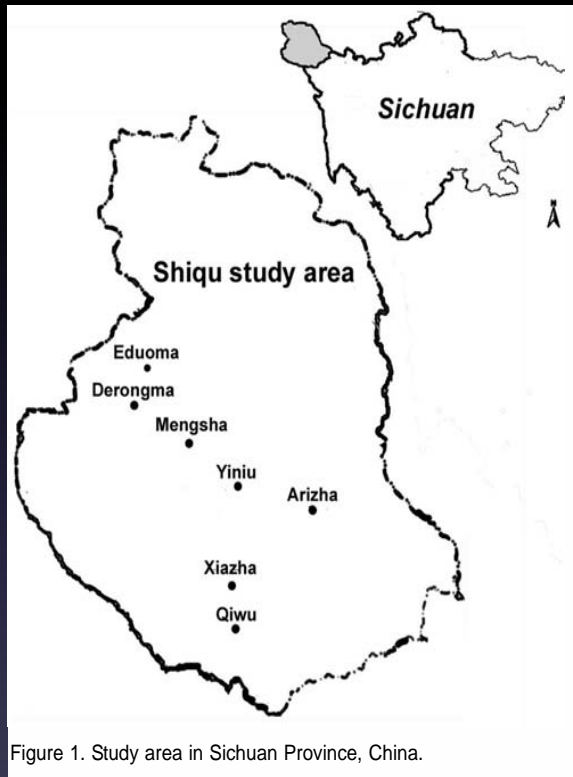 Sichuan
N
Shiqu study area
Eduoma
Derongma
Mengsha
Yiniu
Arizha
Xiazha
Qiwu
Figure 1. Study area in Sichuan Province, China.